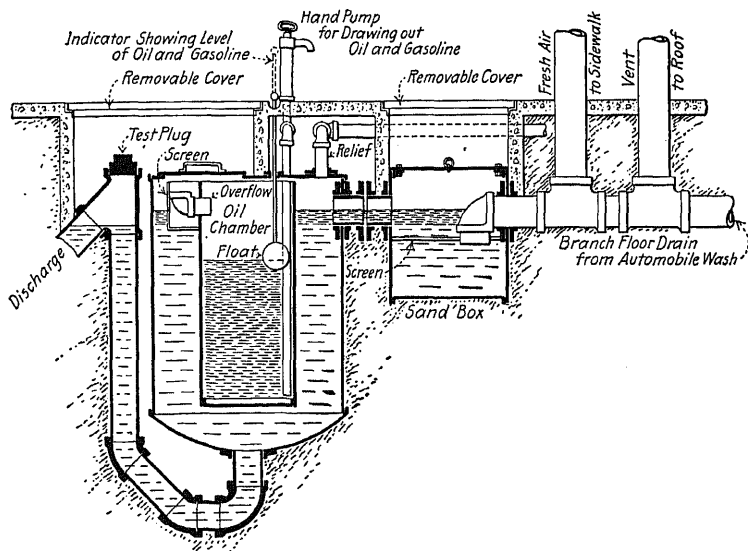 Hand Pump
for Drawing out
Oil and Gasoline
Indicator Showing Level
of Oil and Gasoline
Removable Cover
Removable Cover
Fresh Air
to Sidewalk
Vent
to Roof
Test Plug
Screen
Relief
Overflow
Oil
Chamber
Float
Discharge
Screen
Sand Box
Branch Floor Drain
from Automobile Wash